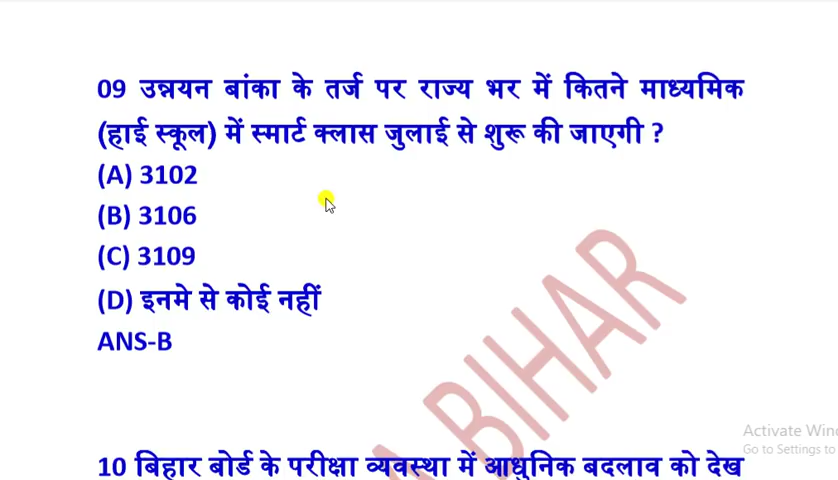 09 उन्नयन बांका के तर्ज पर राज्य भर में कितने माध्यमिक
(हाई स्कूल) में स्मार्ट क्लास जुलाई से शुरू की जाएगी ?
(A) 3102
(B) 3106
(C) 3109
(D) इनमे से कोई नहीं
ANS-B
BIHAR
Activate Win
Go to Settings to
10 बिहार बोर्ड के परीक्षा व्यवस्था में आधुनिक बदलाव को देख